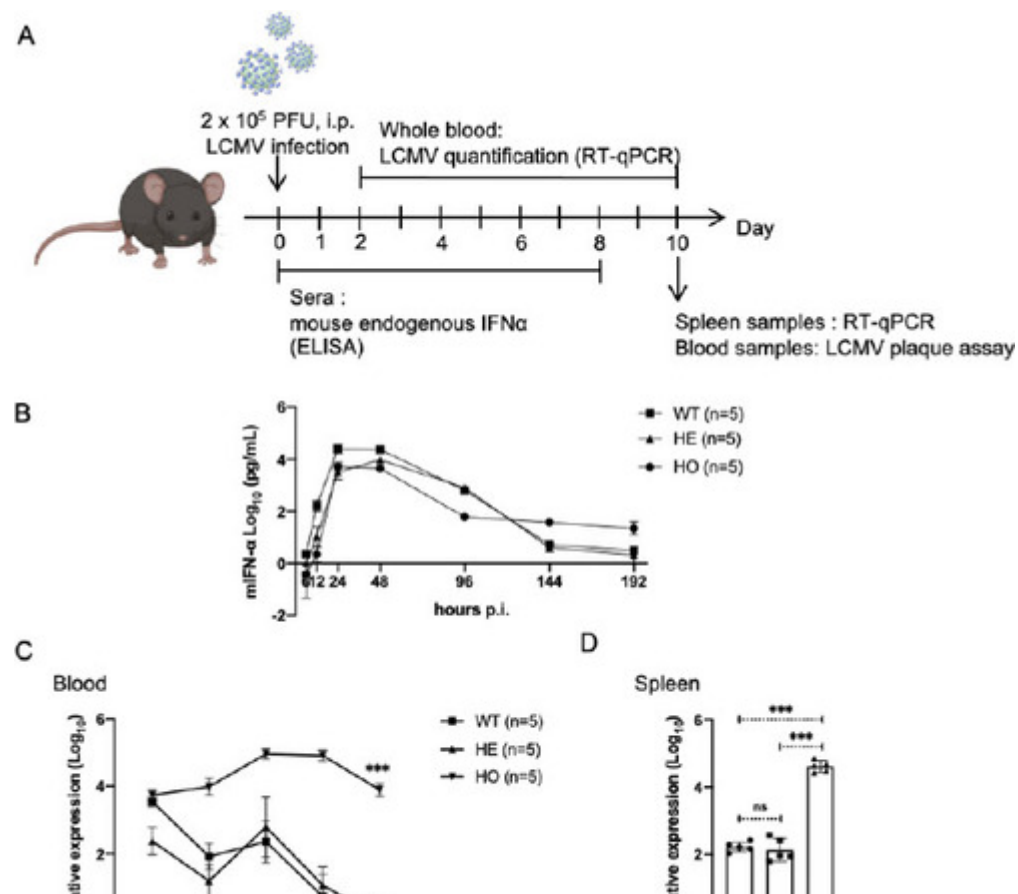 A
2 x 10⁵ PFU, i.p.
LCMV infection
Whole blood:
LCMV quantification (RT-qPCR)
0 1 2 4 6 8 10 Day
Sera :
mouse endogenous IFNα
(ELISA)
Spleen samples : RT-qPCR
Blood samples: LCMV plaque assay
B
mIFN-α Log₁₀ (pg/mL)
6
4
2
0
-2
12 24 48 96 144 192
hours p.i.
WT (n=5)
HE (n=5)
HO (n=5)
C
Blood
expression (Log₁₀)
6
4
2
***
WT (n=5)
HE (n=5)
HO (n=5)
D
Spleen
expression (Log₁₀)
6
4
2
***
***
ns